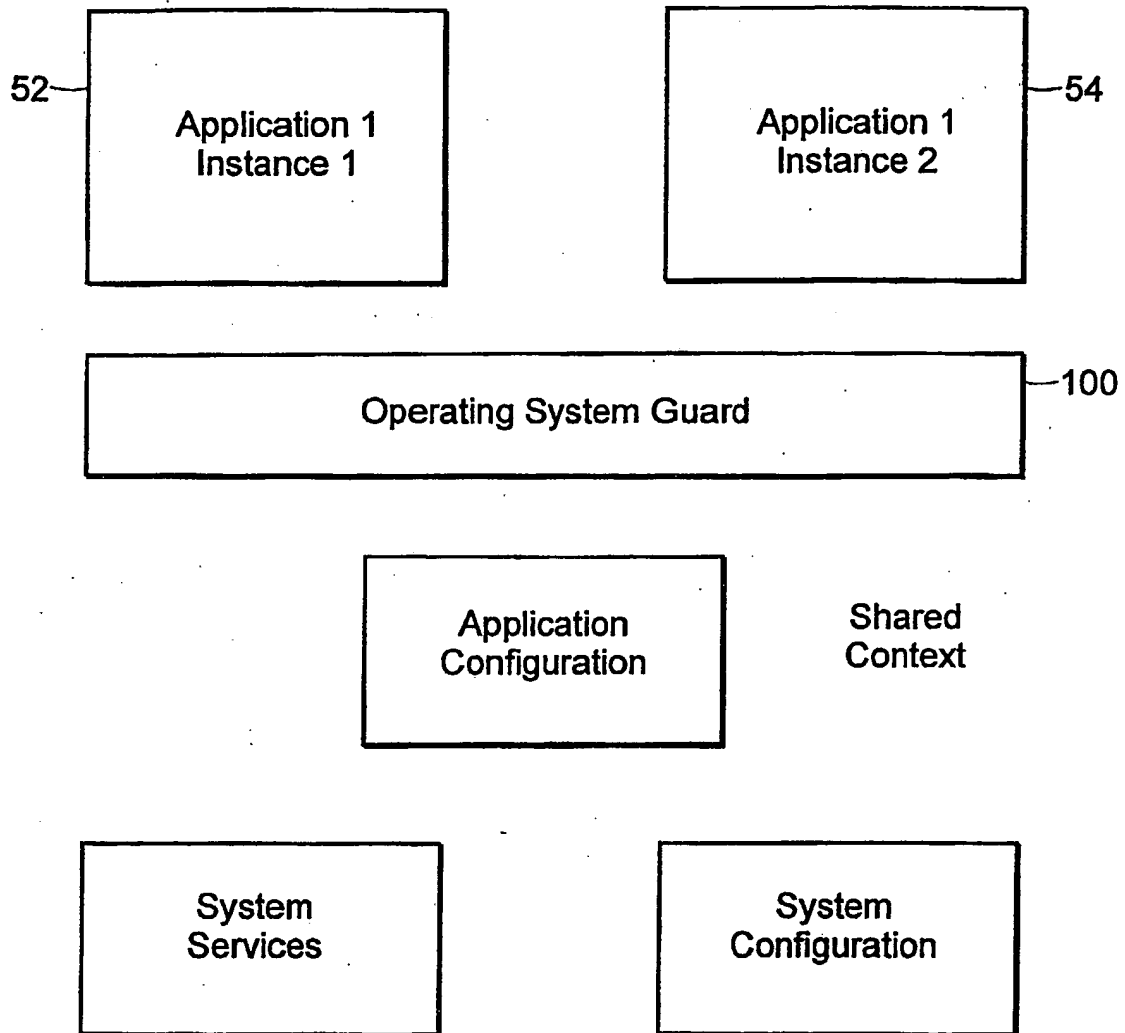 52
Application 1
Instance 1
Application 1
Instance 2
54
Operating System Guard
100
Application
Configuration
Shared
Context
System
Services
System
Configuration